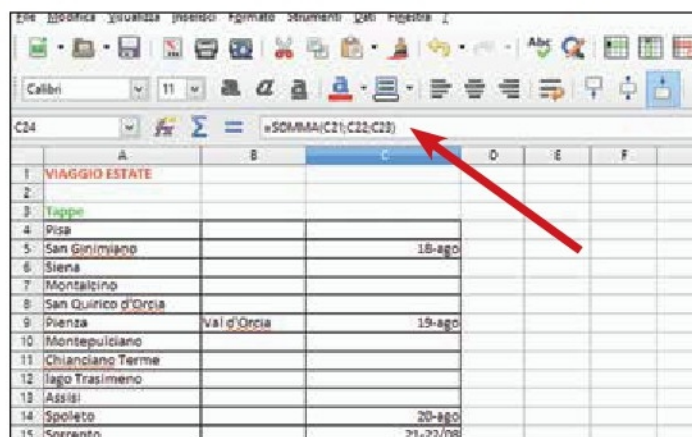 File Modifica Visualizza Inserisci Formato Strumenti Dati Finestra ?
Abc
Calibri 11 a a a a
C24 =SOMMA(C21;C22;C23)
A B C D E F
1 VIAGGIO ESTATE
2
3 Tappe
4 Pisa
5 San Ginimiano 18-ago
6 Siena
7 Montalcino
8 San Quirico d'Orcia
9 Pienza Val d'Orcia 19-ago
10 Montepulciano
11 Chianciano Terme
12 lago Trasimeno
13 Assisi
14 Spoleto 20-ago
15 Sorrento 21-22/08